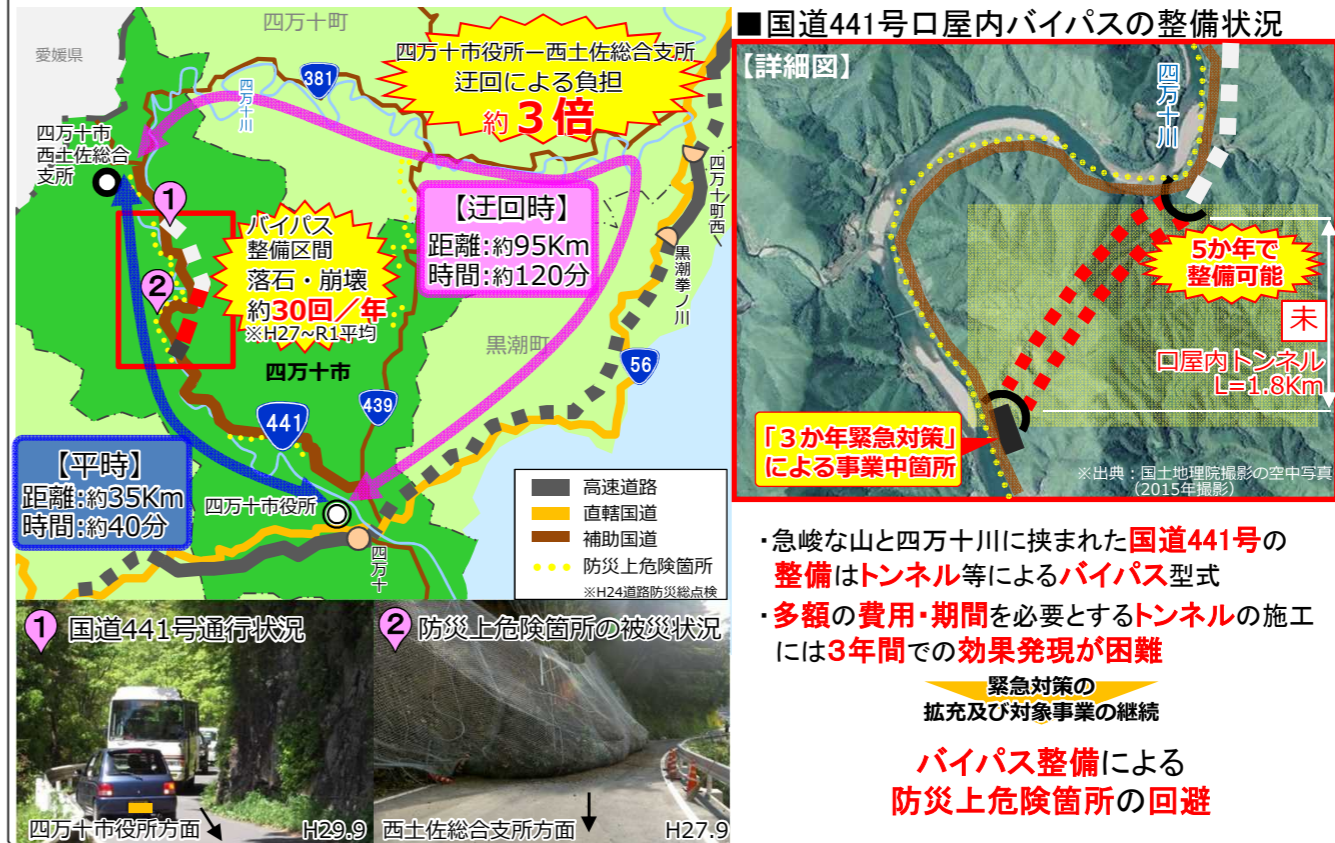 四万十町
愛媛県
四万十市役所ー西土佐総合支所
迂回による負担
約3倍
381
四万十川
四万十市
西土佐総合
支所
1
バイパス
整備区間
落石・崩壊
約30回／年
※H27~R1平均
2
【迂回時】
距離:約95Km
時間:約120分
四万十町西
黒潮拳ノ川
黒潮町
56
四万十市
439
441
【平時】
距離:約35Km
時間:約40分
四万十市役所
四万十
高速道路
直轄国道
補助国道
防災上危険箇所
※H24道路防災総点検
1 国道441号通行状況
四万十市役所方面
H29.9
2 防災上危険箇所の被災状況
西土佐総合支所方面
H27.9
■国道441号口屋内バイパスの整備状況
【詳細図】
四万十川
5か年で
整備可能
未
口屋内トンネル
L=1.8Km
「３か年緊急対策」
による事業中箇所
※出典：国土地理院撮影の空中写真
（2015年撮影）
・急峻な山と四万十川に挟まれた国道441号の
整備はトンネル等によるバイパス型式
・多額の費用・期間を必要とするトンネルの施工
には3年間での効果発現が困難
緊急対策の
拡充及び対象事業の継続
バイパス整備による
防災上危険箇所の回避